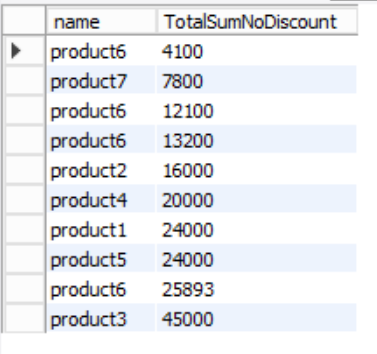 name TotalSumNoDiscount
product6 4100
product7 7800
product6 12100
product6 13200
product2 16000
product4 20000
product1 24000
product5 24000
product6 25893
product3 45000